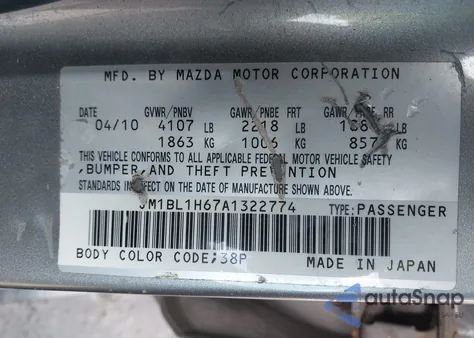 MFD. BY MAZDA MOTOR CORPORATION
DATE GVWR/PNBV GAWR/PNBE FRT GAWR/ RR
04/10 4107 LB 2218 LB LB
1863 KG 1006 KG 857 KG
THIS VEHICLE CONFORMS TO ALL APPLICABLE FEDERAL MOTOR VEHICLE SAFETY
,BUMPER,AND THEFT PREVENTION
STANDARDS IN EFFECT ON THE DATE OF MANUFACTURE SHOWN ABOVE.
JM1BL1H67A1322774 TYPE:PASSENGER
BODY COLOR CODE;38P MADE IN JAPAN
autoSnap